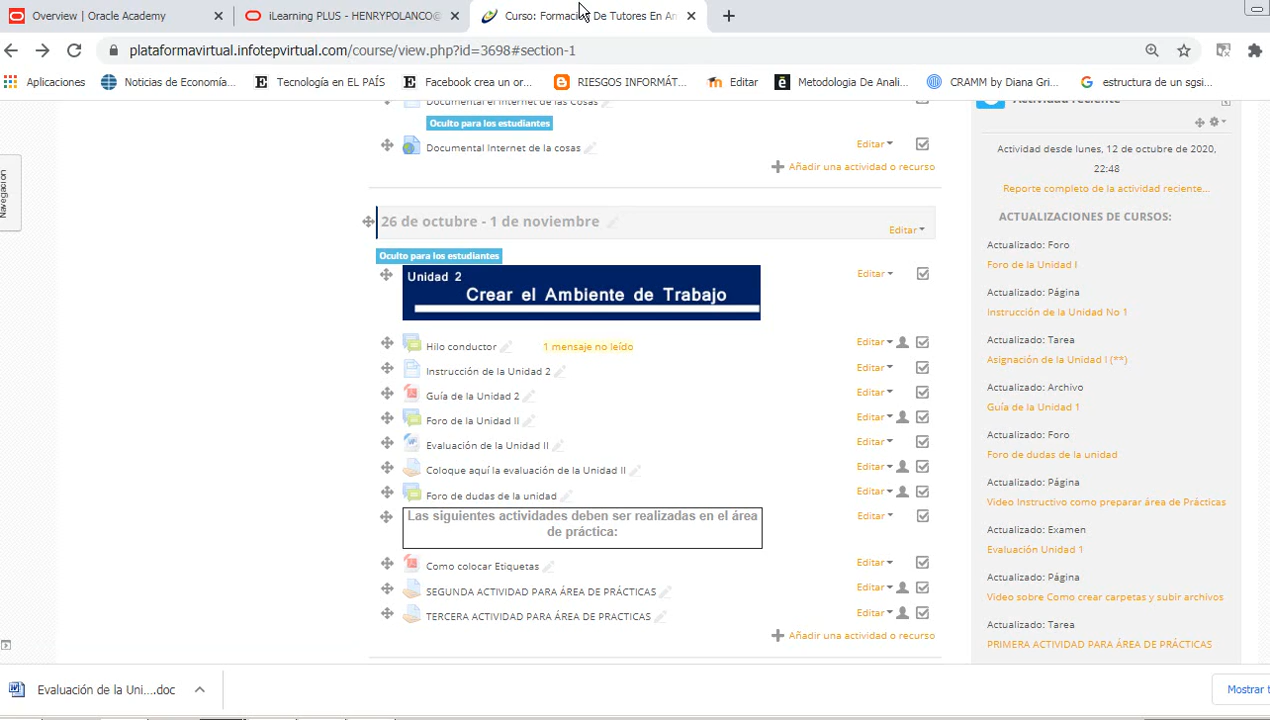 Overview | Oracle Academy
iLearning PLUS - HENRYPOLANCO@
Curso: Formación De Tutores En An
plataformavirtual.infotepvirtual.com/course/view.php?id=3698#section-1
Aplicaciones
Noticias de Economía...
Tecnología en EL PAÍS
Facebook crea un or...
RIESGOS INFORMÁT...
Editar
Metodologia De Anali...
CRAMM by Diana Gri...
estructura de un sgsi...
Navegacion
Documental el Internet de las Cosas
Oculto para los estudiantes
Documental Internet de la cosas
Editar
Añadir una actividad o recurso
26 de octubre - 1 de noviembre
Editar
Oculto para los estudiantes
Unidad 2
Crear el Ambiente de Trabajo
Editar
Hilo conductor
1 mensaje no leído
Editar
Instrucción de la Unidad 2
Editar
Guía de la Unidad 2
Editar
Foro de la Unidad II
Editar
Evaluación de la Unidad II
Editar
Coloque aquí la evaluación de la Unidad II
Editar
Foro de dudas de la unidad
Editar
Las siguientes actividades deben ser realizadas en el área
de práctica:
Editar
Como colocar Etiquetas
Editar
SEGUNDA ACTIVIDAD PARA ÁREA DE PRÁCTICAS
Editar
TERCERA ACTIVIDAD PARA ÁREA DE PRACTICAS
Editar
Añadir una actividad o recurso
Actividad reciente
Actividad desde lunes, 12 de octubre de 2020,
22:48
Reporte completo de la actividad reciente...
ACTUALIZACIONES DE CURSOS:
Actualizado: Foro
Foro de la Unidad I
Actualizado: Página
Instrucción de la Unidad No 1
Actualizado: Tarea
Asignación de la Unidad I (**)
Actualizado: Archivo
Guía de la Unidad 1
Actualizado: Foro
Foro de dudas de la unidad
Actualizado: Página
Video Instructivo como preparar área de Prácticas
Actualizado: Examen
Evaluación Unidad 1
Actualizado: Página
Video sobre Como crear carpetas y subir archivos
Actualizado: Tarea
PRIMERA ACTIVIDAD PARA ÁREA DE PRÁCTICAS
Evaluación de la Uni....doc
Mostrar t